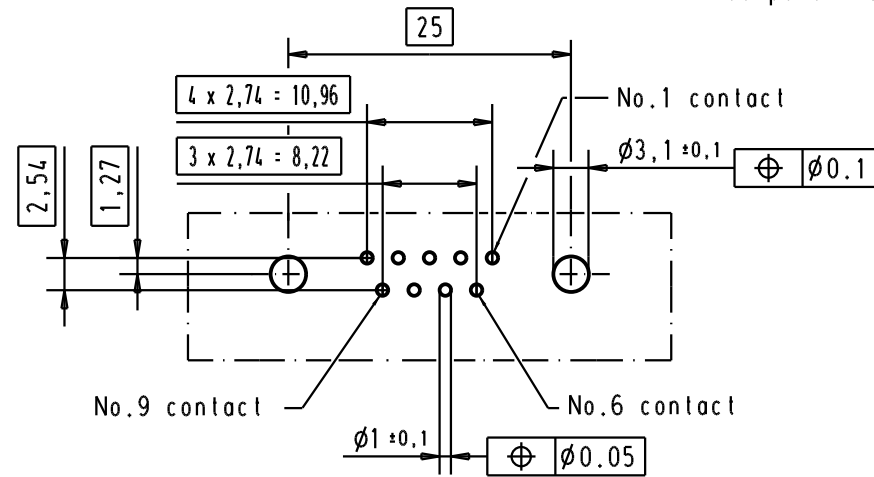 25
4 x 2,74 = 10,96
No.1 contact
3 x 2,74 = 8,22
Ø3,1 ±0,1
⌖ Ø0.1
2,54
1,27
No.9 contact
No.6 contact
Ø1 ±0,1
⌖ Ø0.05